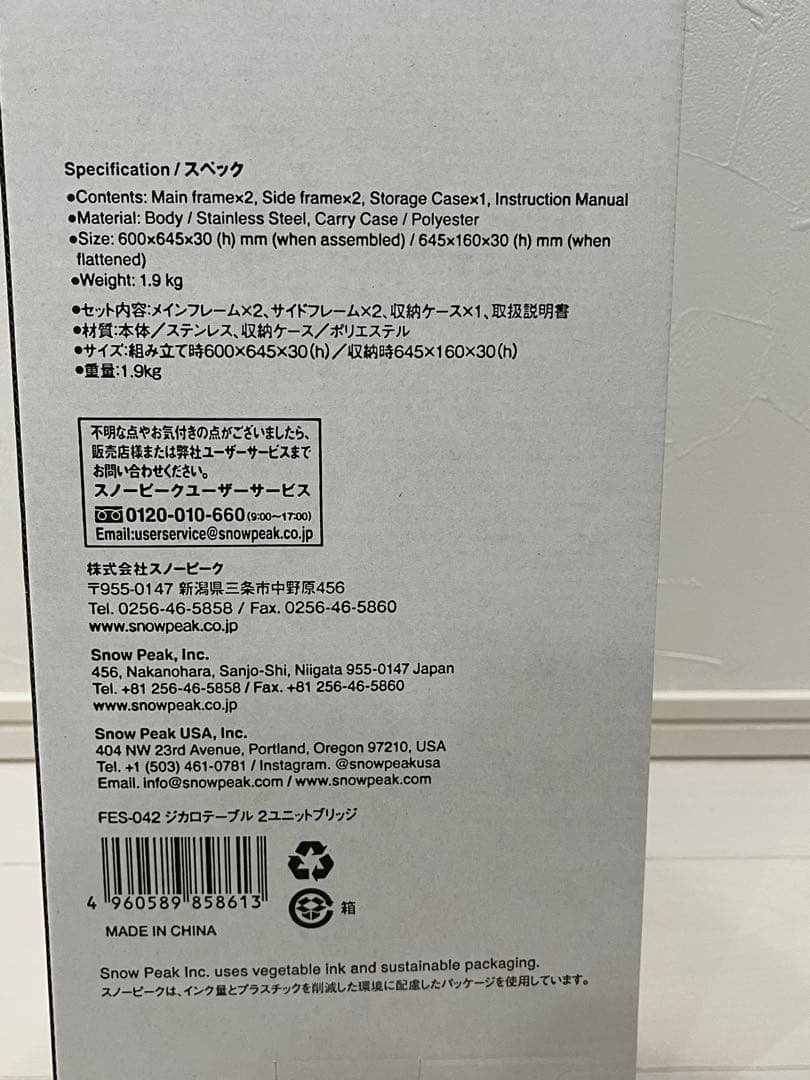 Specification / スペック
●Contents: Main frame×2, Side frame×2, Storage Case×1, Instruction Manual
●Material: Body / Stainless Steel, Carry Case / Polyester
●Size: 600×645×30 (h) mm (when assembled) / 645×160×30 (h) mm (when
flattened)
●Weight: 1.9 kg
●セット内容:メインフレーム×2、サイドフレーム×2、収納ケース×1、取扱説明書
●材質:本体/ステンレス、収納ケース/ポリエステル
●サイズ:組み立て時600×645×30(h)/収納時645×160×30(h)
●重量:1.9kg
不明な点やお気付きの点がございましたら、
販売店様または弊社ユーザーサービスまで
お問い合わせください。
スノーピークユーザーサービス
0120-010-660(9:00〜17:00)
Email:userservice@snowpeak.co.jp
株式会社スノーピーク
〒955-0147 新潟県三条市中野原456
Tel. 0256-46-5858 / Fax. 0256-46-5860
www.snowpeak.co.jp
Snow Peak, Inc.
456, Nakanohara, Sanjo-Shi, Niigata 955-0147 Japan
Tel. +81 256-46-5858 / Fax. +81 256-46-5860
www.snowpeak.co.jp
Snow Peak USA, Inc.
404 NW 23rd Avenue, Portland, Oregon 97210, USA
Tel. +1 (503) 461-0781 / Instagram. @snowpeakusa
Email. info@snowpeak.com / www.snowpeak.com
FES-042 ジカロテーブル 2ユニットブリッジ
4 960589 858613
箱
MADE IN CHINA
Snow Peak Inc. uses vegetable ink and sustainable packaging.
スノーピークは、インク量とプラスチックを削減した環境に配慮したパッケージを使用しています。